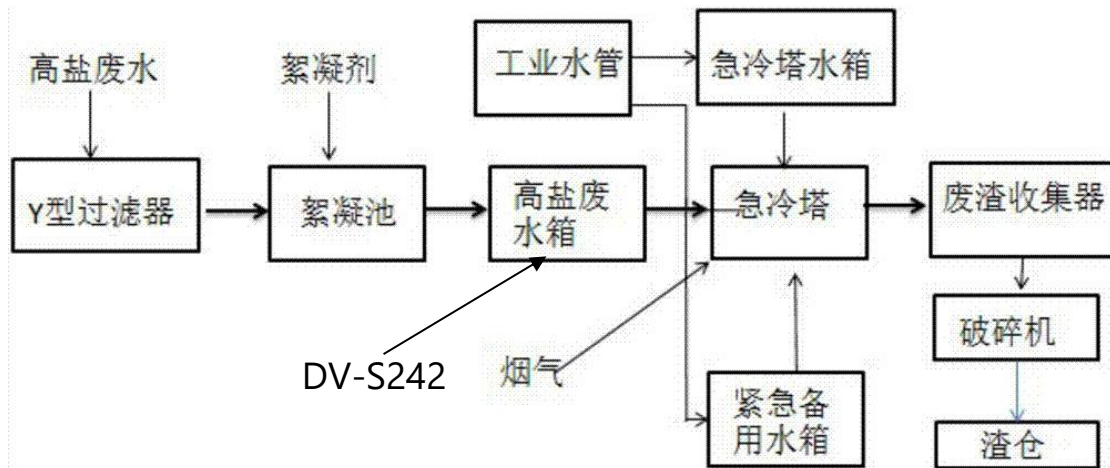 高盐废水
絮凝剂
工业水管
急冷塔水箱
Y型过滤器
絮凝池
高盐废
水箱
急冷塔
废渣收集器
DV-S242
烟气
紧急备
用水箱
破碎机
渣仓